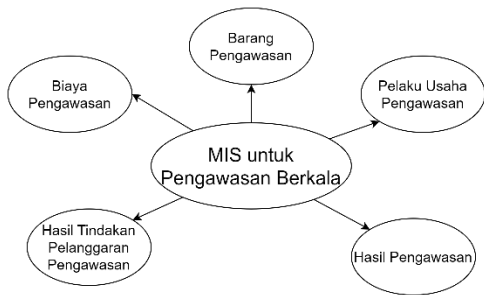 Barang
Pengawasan
Biaya
Pengawasan
Pelaku Usaha
Pengawasan
MIS untuk
Pengawasan Berkala
Hasil Tindakan
Pelanggaran
Pengawasan
Hasil Pengawasan